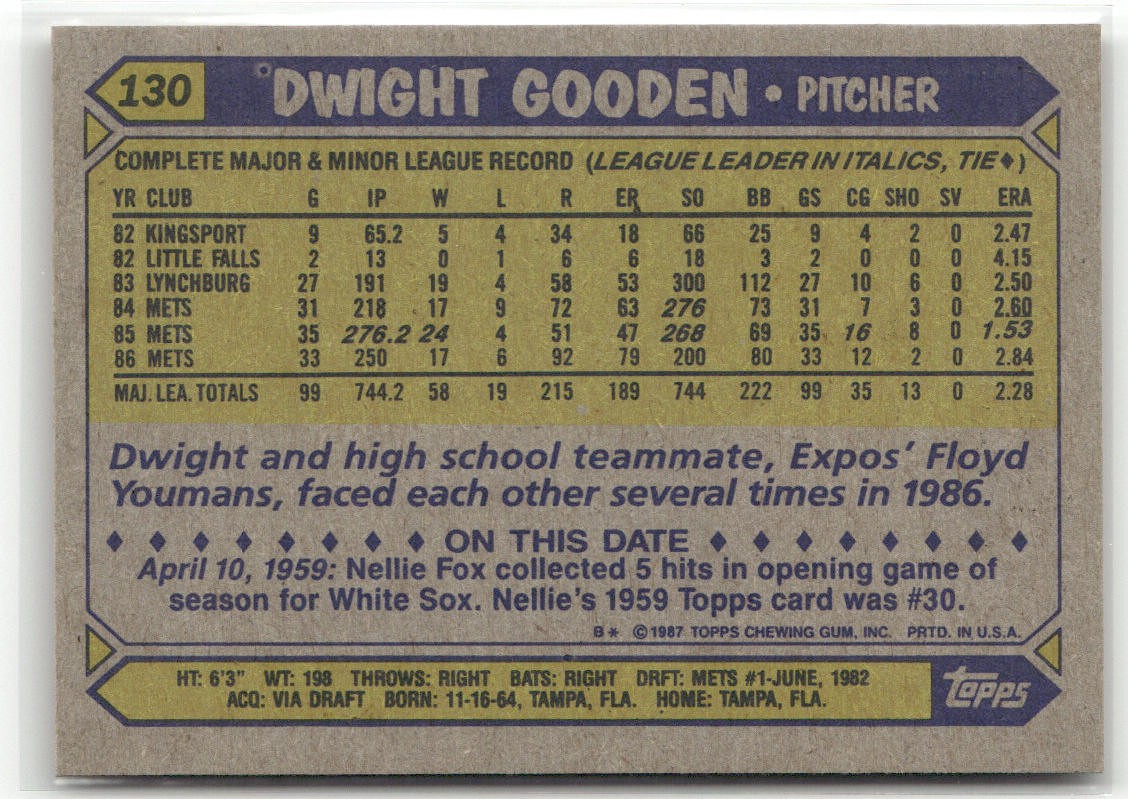 130 DWIGHT GOODEN • PITCHER
COMPLETE MAJOR & MINOR LEAGUE RECORD (LEAGUE LEADER IN ITALICS, TIE♦)
YR CLUB G IP W L R ER SO BB GS CG SHO SV ERA
82 KINGSPORT 9 65.2 5 4 34 18 66 25 9 4 2 0 2.47
82 LITTLE FALLS 2 13 0 1 6 6 18 3 2 0 0 0 4.15
83 LYNCHBURG 27 191 19 4 58 53 300 112 27 10 6 0 2.50
84 METS 31 218 17 9 72 63 276 73 31 7 3 0 2.60
85 METS 35 276.2 24 4 51 47 268 69 35 16 8 0 1.53
86 METS 33 250 17 6 92 79 200 80 33 12 2 0 2.84
MAJ. LEA. TOTALS 99 744.2 58 19 215 189 744 222 99 35 13 0 2.28
Dwight and high school teammate, Expos' Floyd
Youmans, faced each other several times in 1986.
♦ ♦ ♦ ♦ ♦ ♦ ♦ ♦ ON THIS DATE ♦ ♦ ♦ ♦ ♦ ♦ ♦ ♦
April 10, 1959: Nellie Fox collected 5 hits in opening game of
season for White Sox. Nellie's 1959 Topps card was #30.
B* ©1987 TOPPS CHEWING GUM, INC. PRTD. IN U.S.A.
HT: 6'3" WT: 198 THROWS: RIGHT BATS: RIGHT DRFT: METS #1-JUNE, 1982
ACQ: VIA DRAFT BORN: 11-16-64, TAMPA, FLA. HOME: TAMPA, FLA.
topps